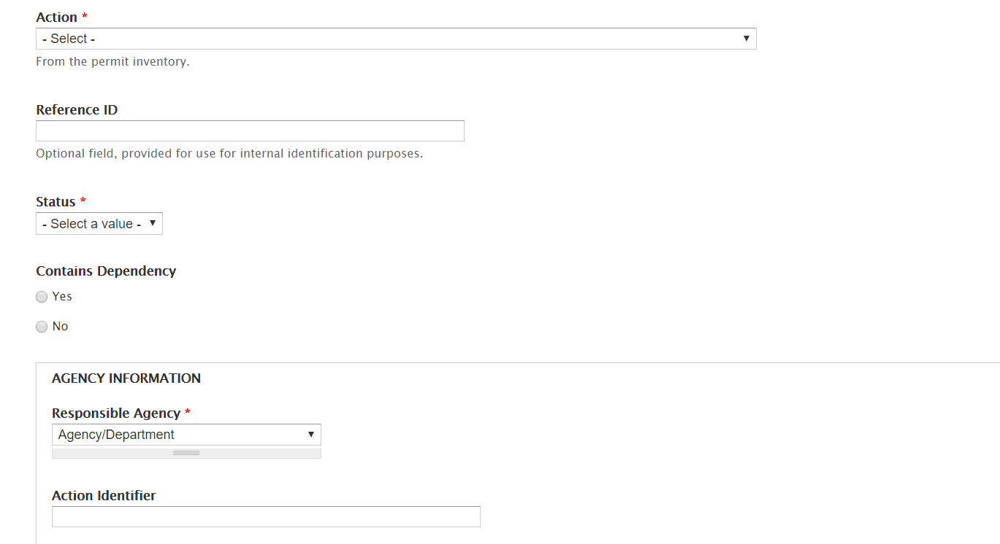 Action *
- Select -
From the permit inventory.
Reference ID
Optional field, provided for use for internal identification purposes.
Status *
- Select a value -
Contains Dependency
Yes
No
AGENCY INFORMATION
Responsible Agency *
Agency/Department
Action Identifier